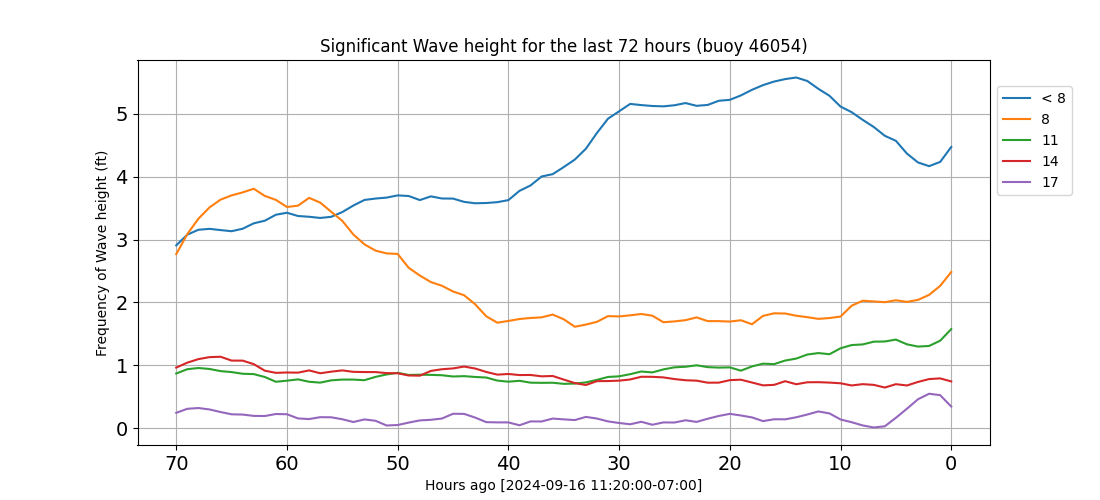 Significant Wave height for the last 72 hours (buoy 46054)
Frequency of Wave height (ft)
5
4
3
2
1
0
70 60 50 40 30 20 10 0
Hours ago [2024-09-16 11:20:00-07:00]
< 8
8
11
14
17